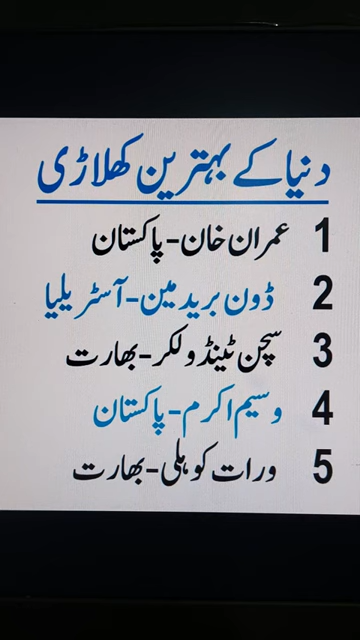 دنیا کے بہترین کھلاڑی
1 عمران خان-پاکستان
2 ڈون بریدمین-آسٹریلیا
3 سچن ٹینڈولکر-بھارت
4 وسیم اکرم-پاکستان
5 ورات کوہلی-بھارت